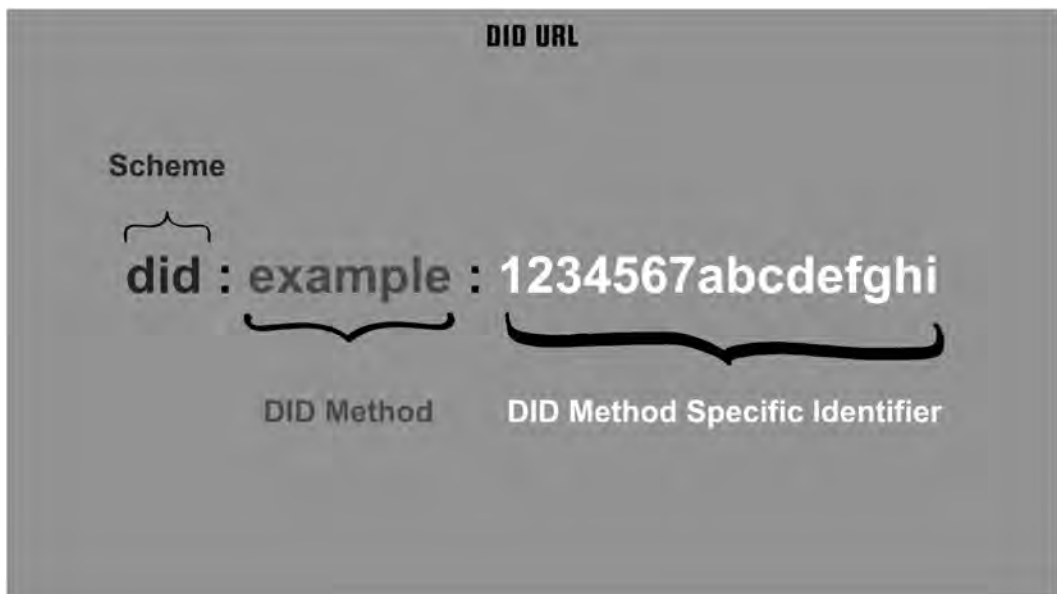 DID URL
Scheme
did : example : 1234567abcdefghi
DID Method
DID Method Specific Identifier